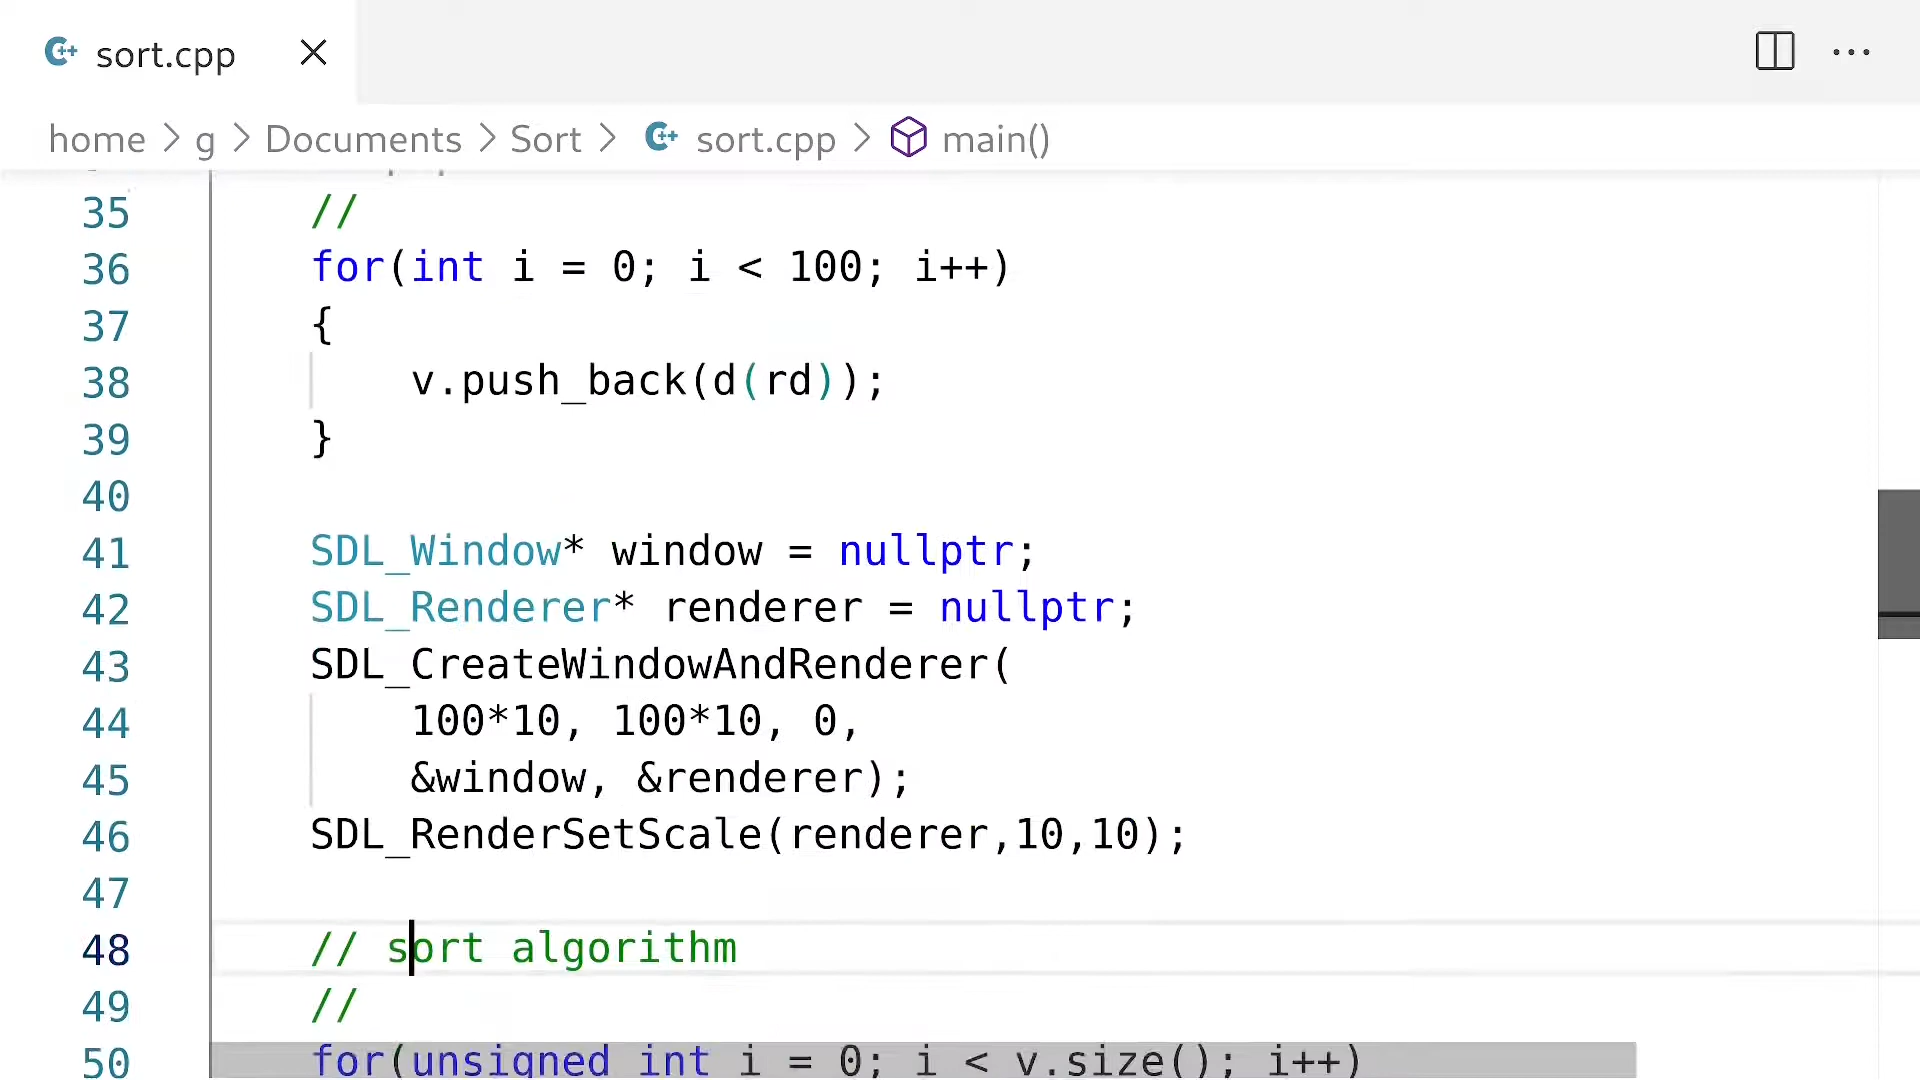 sort.cpp
home > g > Documents > Sort > sort.cpp > main()
35 //
36 for(int i = 0; i < 100; i++)
37 {
38 v.push_back(d(rd));
39 }
40
41 SDL_Window* window = nullptr;
42 SDL_Renderer* renderer = nullptr;
43 SDL_CreateWindowAndRenderer(
44 100*10, 100*10, 0,
45 &window, &renderer);
46 SDL_RenderSetScale(renderer,10,10);
47
48 // sort algorithm
49 //
50 for(unsigned int i = 0; i < v.size(); i++)